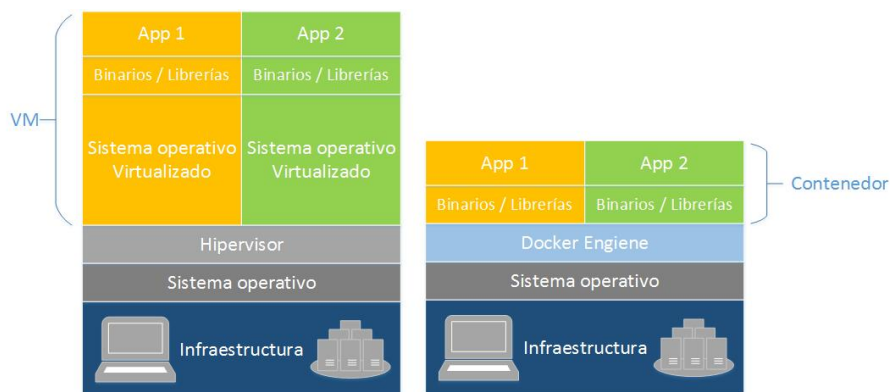 App 1
App 2
Binarios / Librerías
Binarios / Librerías
VM
Sistema operativo
Virtualizado
Sistema operativo
Virtualizado
Hipervisor
Sistema operativo
Infraestructura
App 1
App 2
Binarios / Librerías
Binarios / Librerías
Contenedor
Docker Engiene
Sistema operativo
Infraestructura